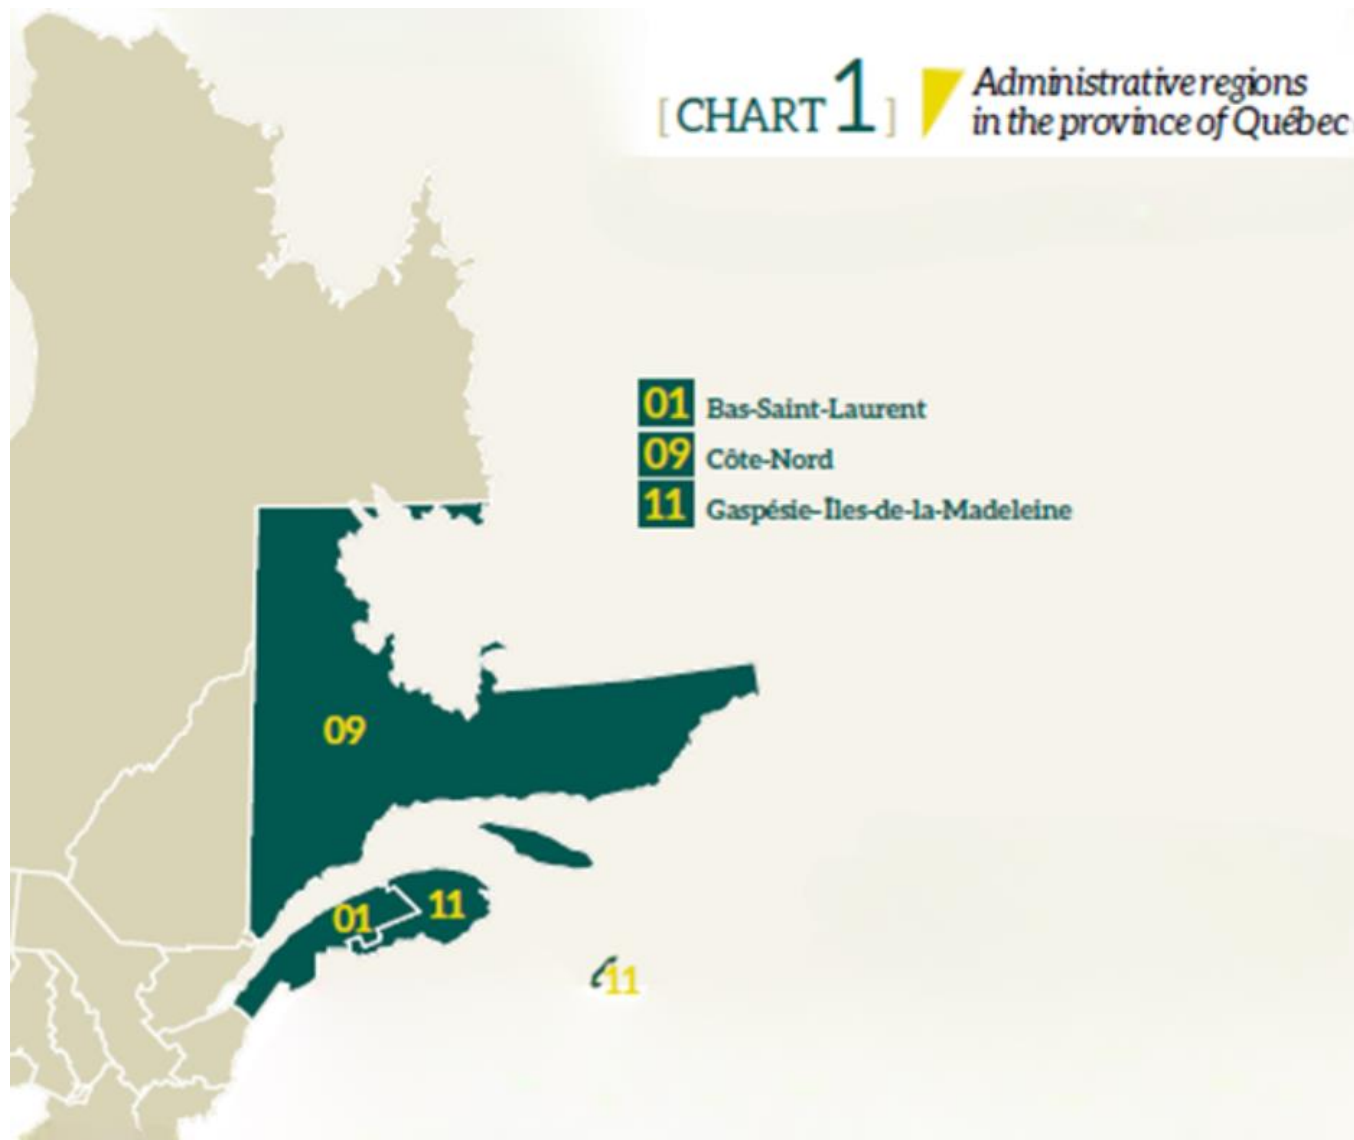 [ CHART 1 ]
Administrative regions
in the province of Québec
01 Bas-Saint-Laurent
09 Côte-Nord
11 Gaspésie-Îles-de-la-Madeleine
09
01
11
11